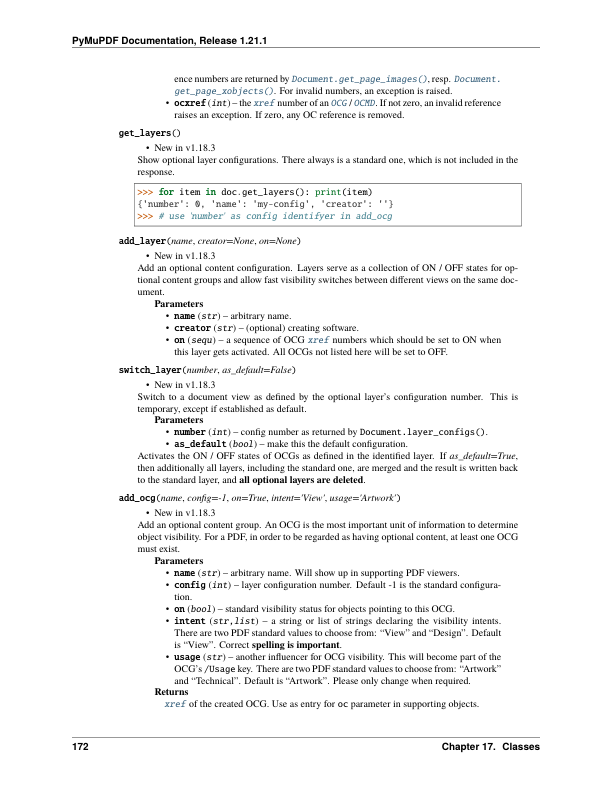 PyMuPDF Documentation, Release 1.21.1
ence numbers are returned by Document.get_page_images(), resp. Document.
get_page_xobjects(). For invalid numbers, an exception is raised.
• ocxref (int) – the xref number of an OCG / OCMD. If not zero, an invalid reference
raises an exception. If zero, any OC reference is removed.
get_layers()
• New in v1.18.3
Show optional layer configurations. There always is a standard one, which is not included in the
response.
>>> for item in doc.get_layers(): print(item)
{'number': 0, 'name': 'my-config', 'creator': ''}
>>> # use 'number' as config identifyer in add_ocg
add_layer(name, creator=None, on=None)
• New in v1.18.3
Add an optional content configuration. Layers serve as a collection of ON / OFF states for op-
tional content groups and allow fast visibility switches between different views on the same doc-
ument.
Parameters
• name (str) – arbitrary name.
• creator (str) – (optional) creating software.
• on (sequ) – a sequence of OCG xref numbers which should be set to ON when
this layer gets activated. All OCGs not listed here will be set to OFF.
switch_layer(number, as_default=False)
• New in v1.18.3
Switch to a document view as defined by the optional layer's configuration number. This is
temporary, except if established as default.
Parameters
• number (int) – config number as returned by Document.layer_configs().
• as_default (bool) – make this the default configuration.
Activates the ON / OFF states of OCGs as defined in the identified layer. If as_default=True,
then additionally all layers, including the standard one, are merged and the result is written back
to the standard layer, and all optional layers are deleted.
add_ocg(name, config=-1, on=True, intent='View', usage='Artwork')
• New in v1.18.3
Add an optional content group. An OCG is the most important unit of information to determine
object visibility. For a PDF, in order to be regarded as having optional content, at least one OCG
must exist.
Parameters
• name (str) – arbitrary name. Will show up in supporting PDF viewers.
• config (int) – layer configuration number. Default -1 is the standard configura-
tion.
• on (bool) – standard visibility status for objects pointing to this OCG.
• intent (str,list) – a string or list of strings declaring the visibility intents.
There are two PDF standard values to choose from: “View” and “Design”. Default
is “View”. Correct spelling is important.
• usage (str) – another influencer for OCG visibility. This will become part of the
OCG's /Usage key. There are two PDF standard values to choose from: “Artwork”
and “Technical”. Default is “Artwork”. Please only change when required.
Returns
xref of the created OCG. Use as entry for oc parameter in supporting objects.
172
Chapter 17. Classes